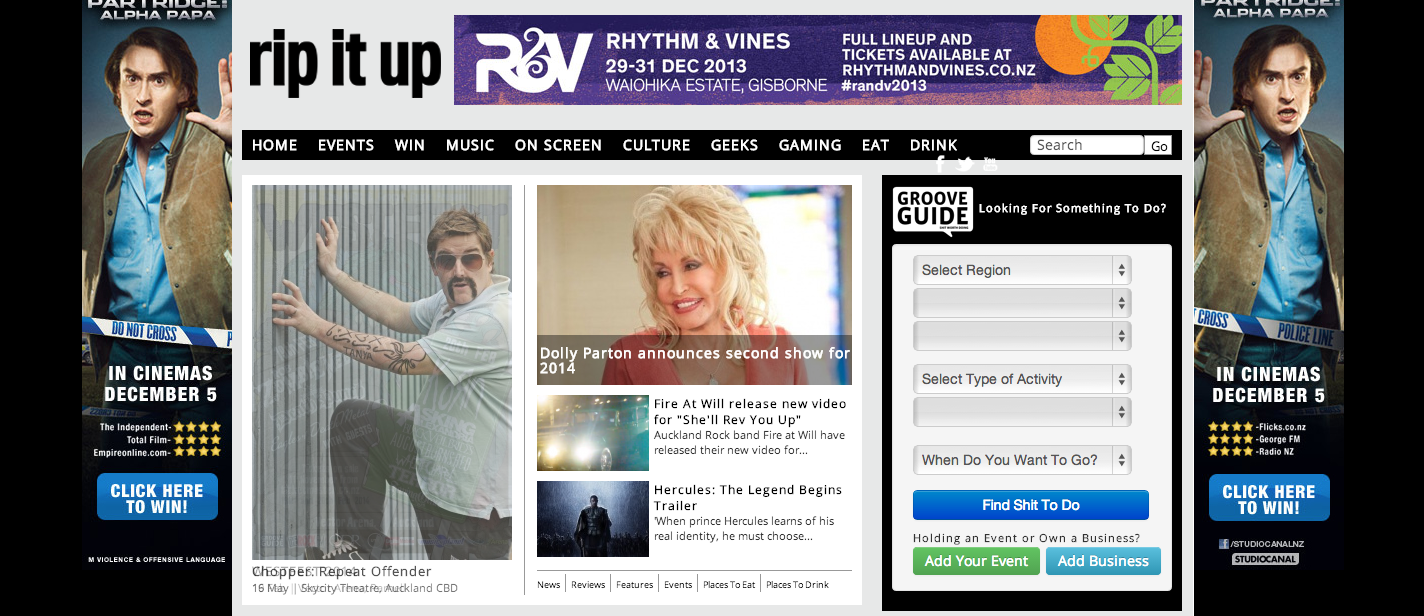 PARTRIDGE:
ALPHA PAPA
DO NOT CROSS
IN CINEMAS
DECEMBER 5
The Independent-
Total Film-
Empireonline.com-
CLICK HERE
TO WIN!
M VIOLENCE & OFFENSIVE LANGUAGE
rip it up
R&V
RHYTHM & VINES
29-31 DEC 2013
WAIOHIKA ESTATE, GISBORNE
FULL LINEUP AND
TICKETS AVAILABLE AT
RHYTHMANDVINES.CO.NZ
#randv2013
HOME EVENTS WIN MUSIC ON SCREEN CULTURE GEEKS GAMING EAT DRINK
Search Go
Chopper: Repeat Offender
16 May | Skycity Theatre, Auckland CBD
Dolly Parton announces second show for
2014
Fire At Will release new video
for "She'll Rev You Up"
Auckland Rock band Fire at Will have
released their new video for...
Hercules: The Legend Begins
Trailer
'When prince Hercules learns of his
real identity, he must choose...
News Reviews Features Events Places To Eat Places To Drink
GROOVE
GUIDE
Looking For Something To Do?
Select Region
Select Type of Activity
When Do You Want To Go?
Find Shit To Do
Holding an Event or Own a Business?
Add Your Event Add Business
PARTRIDGE:
ALPHA PAPA
CROSS
POLICE LINE
IN CINEMAS
DECEMBER 5
-Flicks.co.nz
-George FM
-Radio NZ
CLICK HERE
TO WIN!
/STUDIOCANALNZ
STUDIOCANAL